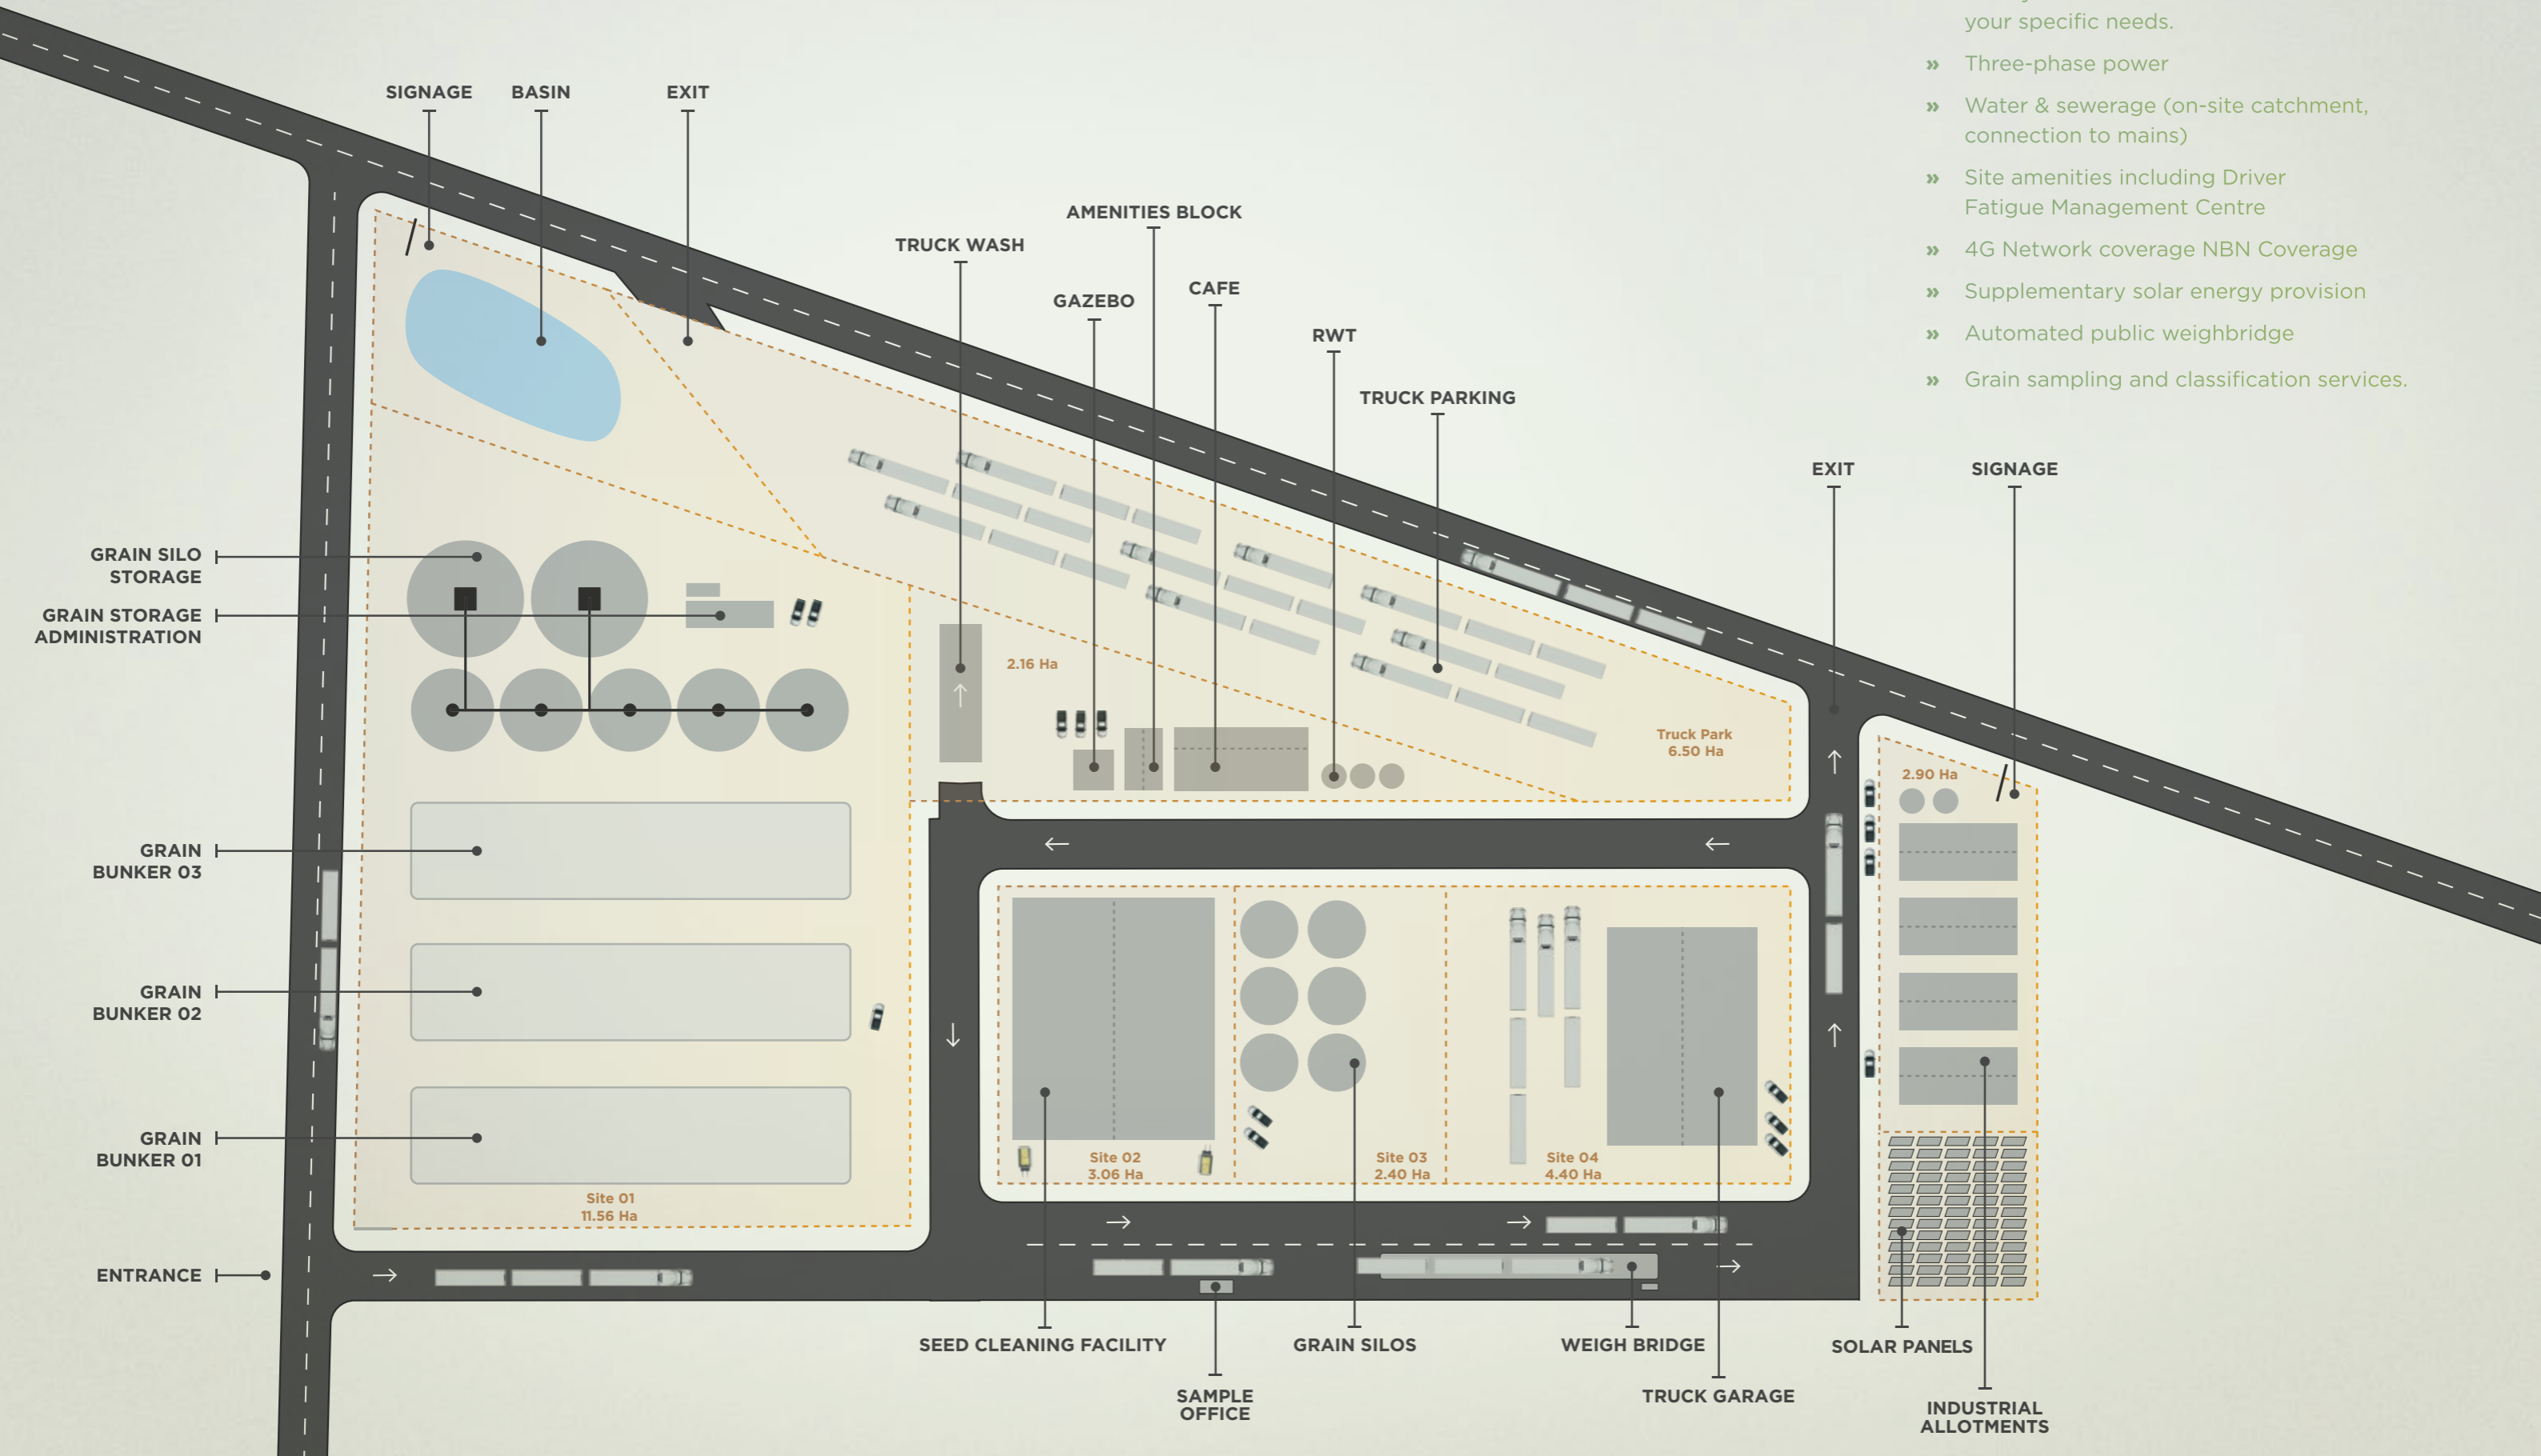 your specific needs.
» Three-phase power
» Water & sewerage (on-site catchment,
connection to mains)
» Site amenities including Driver
Fatigue Management Centre
» 4G Network coverage NBN Coverage
» Supplementary solar energy provision
» Automated public weighbridge
» Grain sampling and classification services.
SIGNAGE
BASIN
EXIT
AMENITIES BLOCK
TRUCK WASH
GAZEBO
CAFE
RWT
TRUCK PARKING
EXIT
SIGNAGE
GRAIN SILO
STORAGE
GRAIN STORAGE
ADMINISTRATION
2.16 Ha
Truck Park
6.50 Ha
2.90 Ha
GRAIN
BUNKER 03
GRAIN
BUNKER 02
GRAIN
BUNKER 01
Site 01
11.56 Ha
Site 02
3.06 Ha
Site 03
2.40 Ha
Site 04
4.40 Ha
ENTRANCE
SEED CLEANING FACILITY
GRAIN SILOS
WEIGH BRIDGE
SOLAR PANELS
SAMPLE
OFFICE
TRUCK GARAGE
INDUSTRIAL
ALLOTMENTS